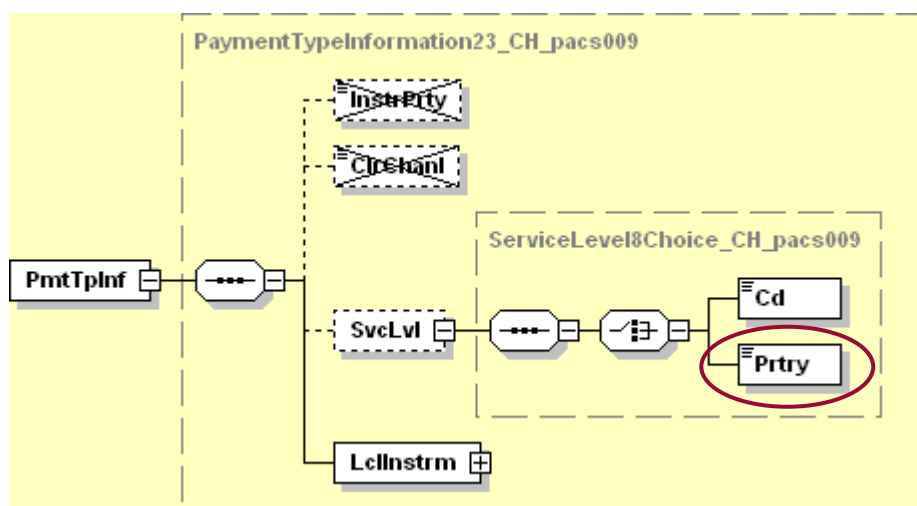 PaymentTypeInformation23_CH_pacs009
InstrPrty
ClrChanl
ServiceLevel8Choice_CH_pacs009
Cd
PmtTpInf
SvcLvl
Prtry
LclInstrm